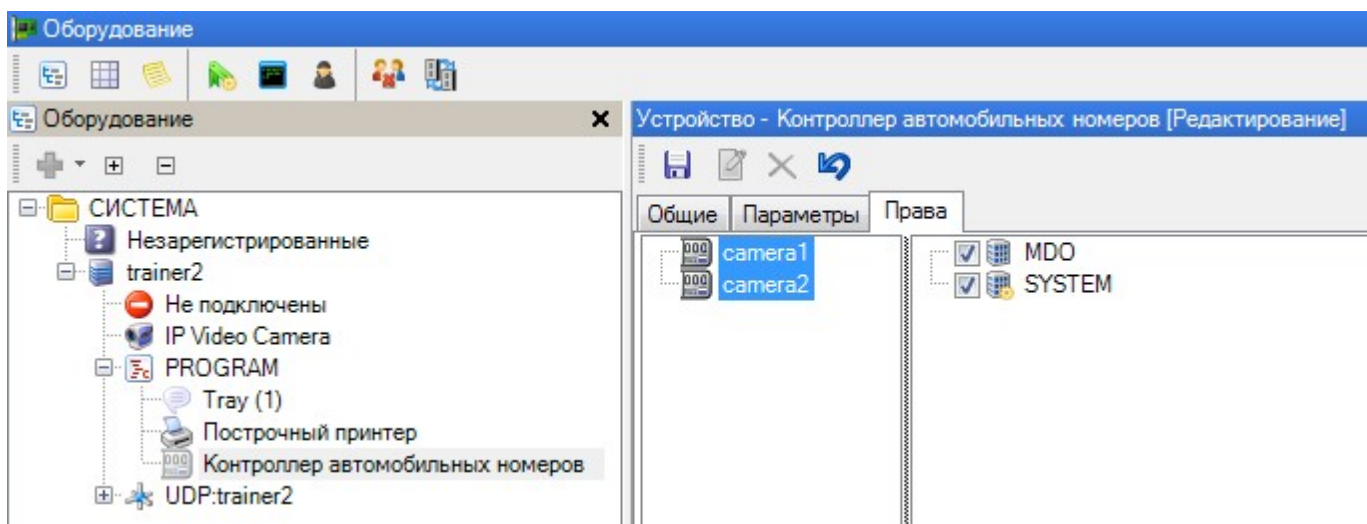 Оборудование
Оборудование
СИСТЕМА
Незарегистрированные
trainer2
Не подключены
IP Video Camera
PROGRAM
Tray (1)
Построчный принтер
Контроллер автомобильных номеров
UDP:trainer2
Устройство - Контроллер автомобильных номеров [Редактирование]
Общие Параметры Права
camera1
camera2
MDO
SYSTEM